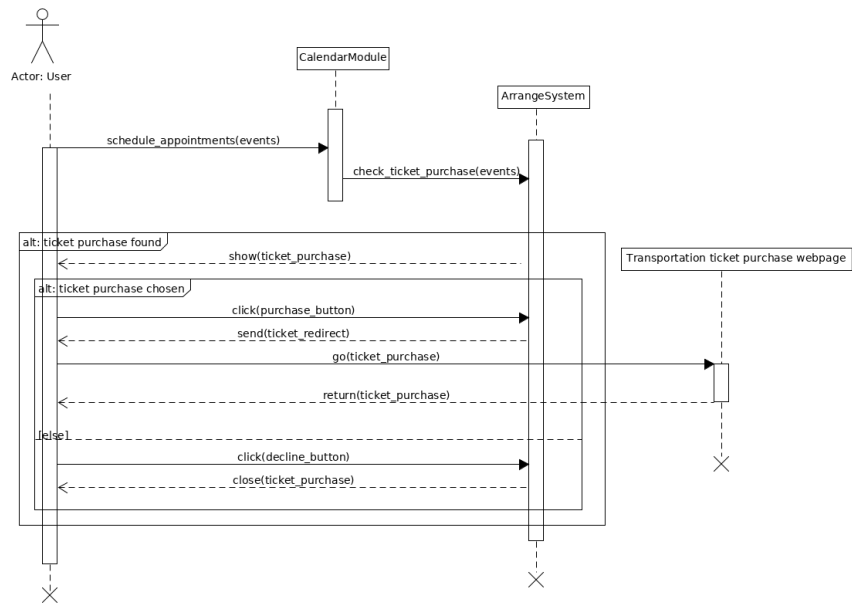 Actor: User
CalendarModule
ArrangeSystem
schedule_appointments(events)
check_ticket_purchase(events)
alt: ticket purchase found
show(ticket_purchase)
Transportation ticket purchase webpage
alt: ticket purchase chosen
click(purchase_button)
send(ticket_redirect)
go(ticket_purchase)
return(ticket_purchase)
[else]
click(decline_button)
close(ticket_purchase)